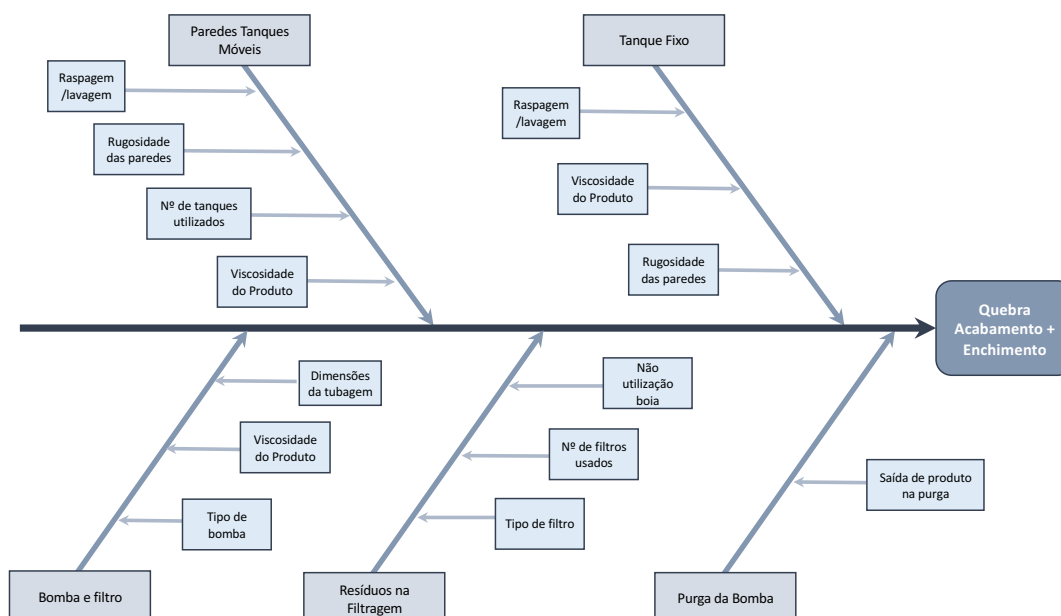 Paredes Tanques
Móveis
Tanque Fixo
Raspagem
/lavagem
Rugosidade
das paredes
Nº de tanques
utilizados
Viscosidade
do Produto
Raspagem
/lavagem
Viscosidade
do Produto
Rugosidade
das paredes
Quebra
Acabamento +
Enchimento
Dimensões
da tubagem
Viscosidade
do Produto
Tipo de
bomba
Não
utilização
boia
Nº de filtros
usados
Tipo de filtro
Saída de produto
na purga
Bomba e filtro
Resíduos na
Filtragem
Purga da Bomba